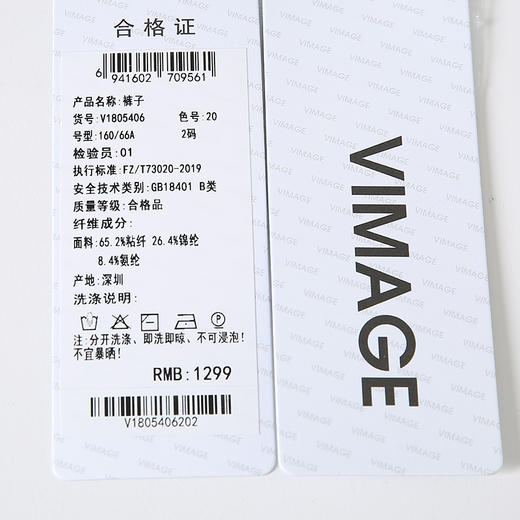 合格证
6 941602 709561
产品名称:裤子
货号:V1805406 色号:20
号型:160/66A 2码
检验员:01
执行标准:FZ/T73020-2019
安全技术类别:GB18401 B类
质量等级:合格品
纤维成分:
面料:65.2%粘纤 26.4%锦纶
8.4%氨纶
产地:深圳
洗涤说明:
注:分开洗涤、即洗即晾、不可浸泡!
不宜暴晒!
RMB:1299
V1805406202
VIMAGE